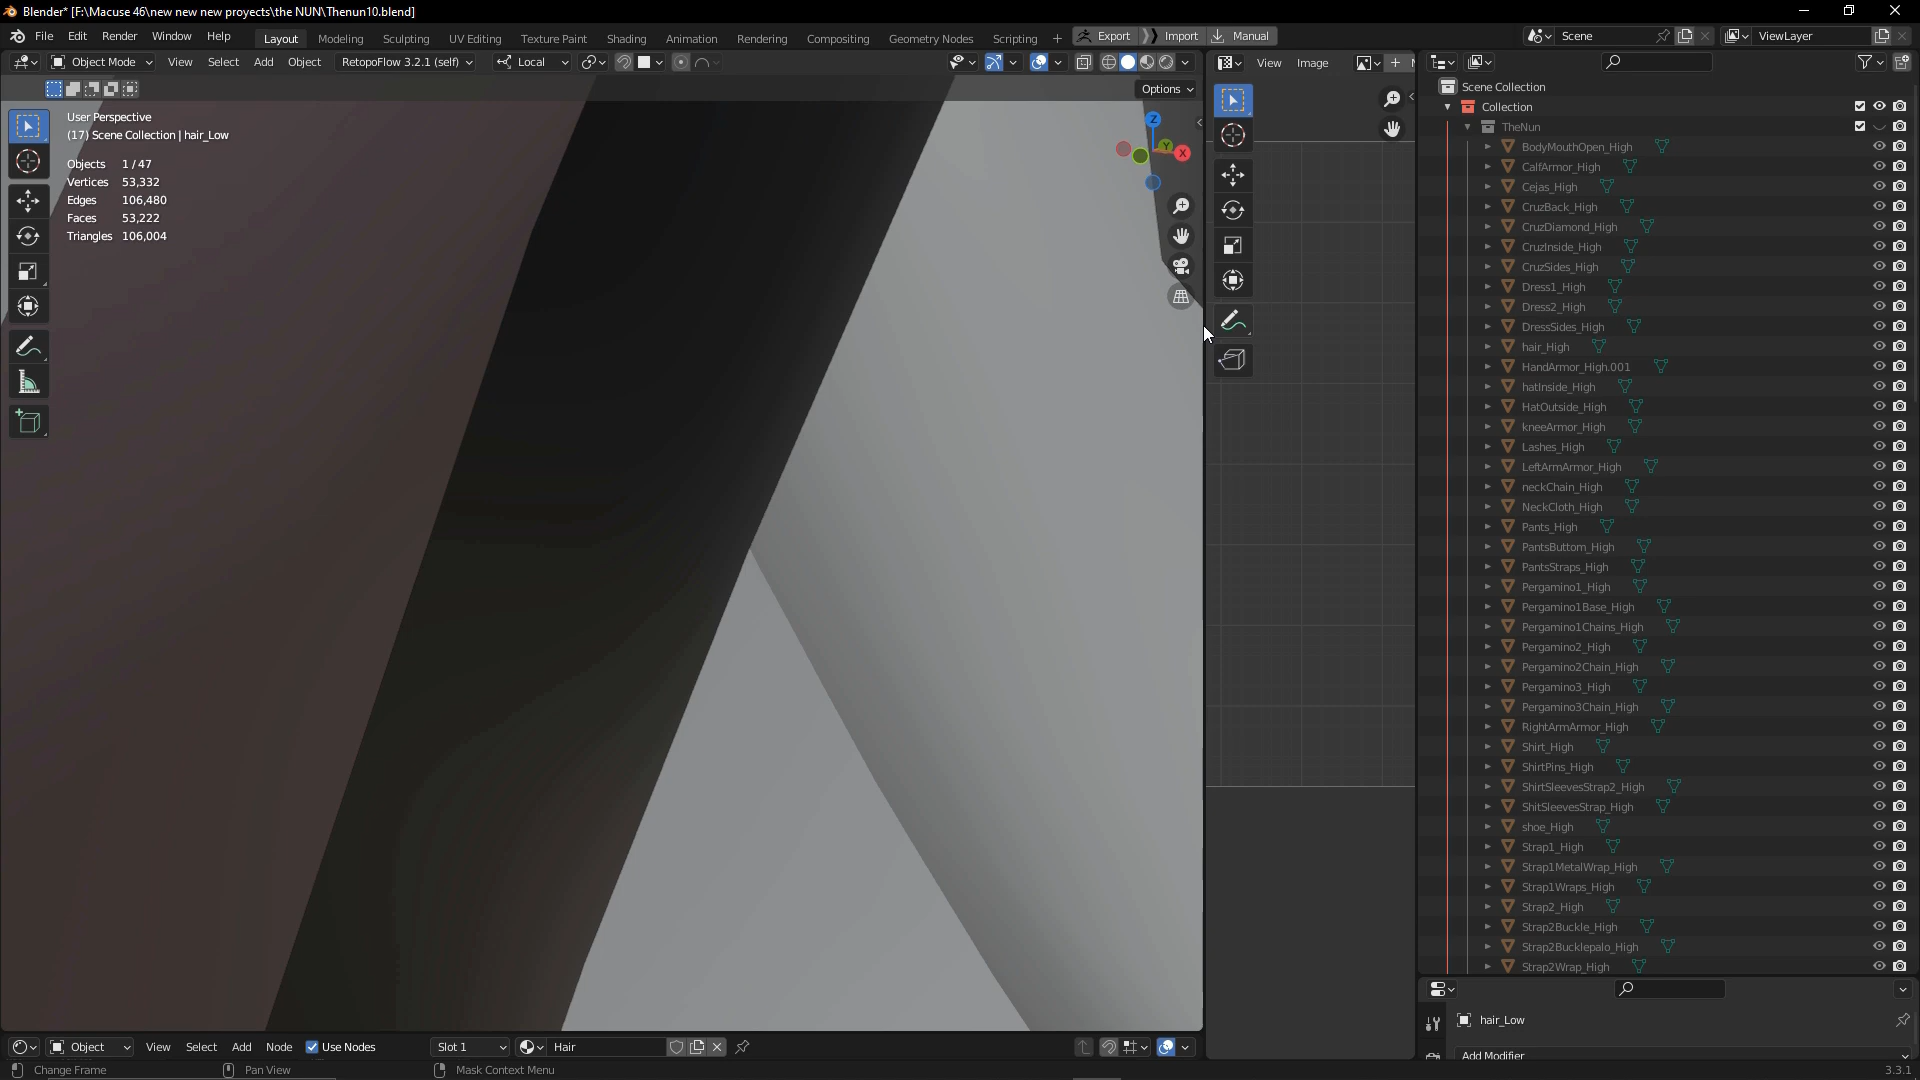 Blender* [F:\Macuse 46\new new new proyects\the NUN\Thenun10.blend]
File Edit Render Window Help Layout Modeling Sculpting UV Editing Texture Paint Shading Animation Rendering Compositing Geometry Nodes Scripting + Export Import Manual Scene ViewLayer
Object Mode View Select Add Object RetopoFlow 3.2.1 (self) Local View Image
Options
User Perspective
(17) Scene Collection | hair_Low
Objects 1/47
Vertices 53,332
Edges 106,480
Faces 53,222
Triangles 106,004
Z
Y
X
Scene Collection
Collection
TheNun
BodyMouthOpen_High
CalfArmor_High
Cejas_High
CruzBack_High
CruzDiamond_High
CruzInside_High
CruzSides_High
Dress1_High
Dress2_High
DressSides_High
hair_High
HandArmor_High.001
hatInside_High
HatOutside_High
kneeArmor_High
Lashes_High
LeftArmArmor_High
neckChain_High
NeckCloth_High
Pants_High
PantsButtom_High
PantsStraps_High
Pergamino1_High
Pergamino1Base_High
Pergamino1Chains_High
Pergamino2_High
Pergamino2Chain_High
Pergamino3_High
Pergamino3Chain_High
RightArmArmor_High
Shirt_High
ShirtPins_High
ShirtSleevesStrap2_High
ShitSleevesStrap_High
shoe_High
Strap1_High
Strap1MetalWrap_High
Strap1Wraps_High
Strap2_High
Strap2Buckle_High
Strap2Bucklepalo_High
Strap2Wrap_High
hair_Low
Add Modifier
Object View Select Add Node Use Nodes Slot 1 Hair
Change Frame Pan View Mask Context Menu 3.3.1